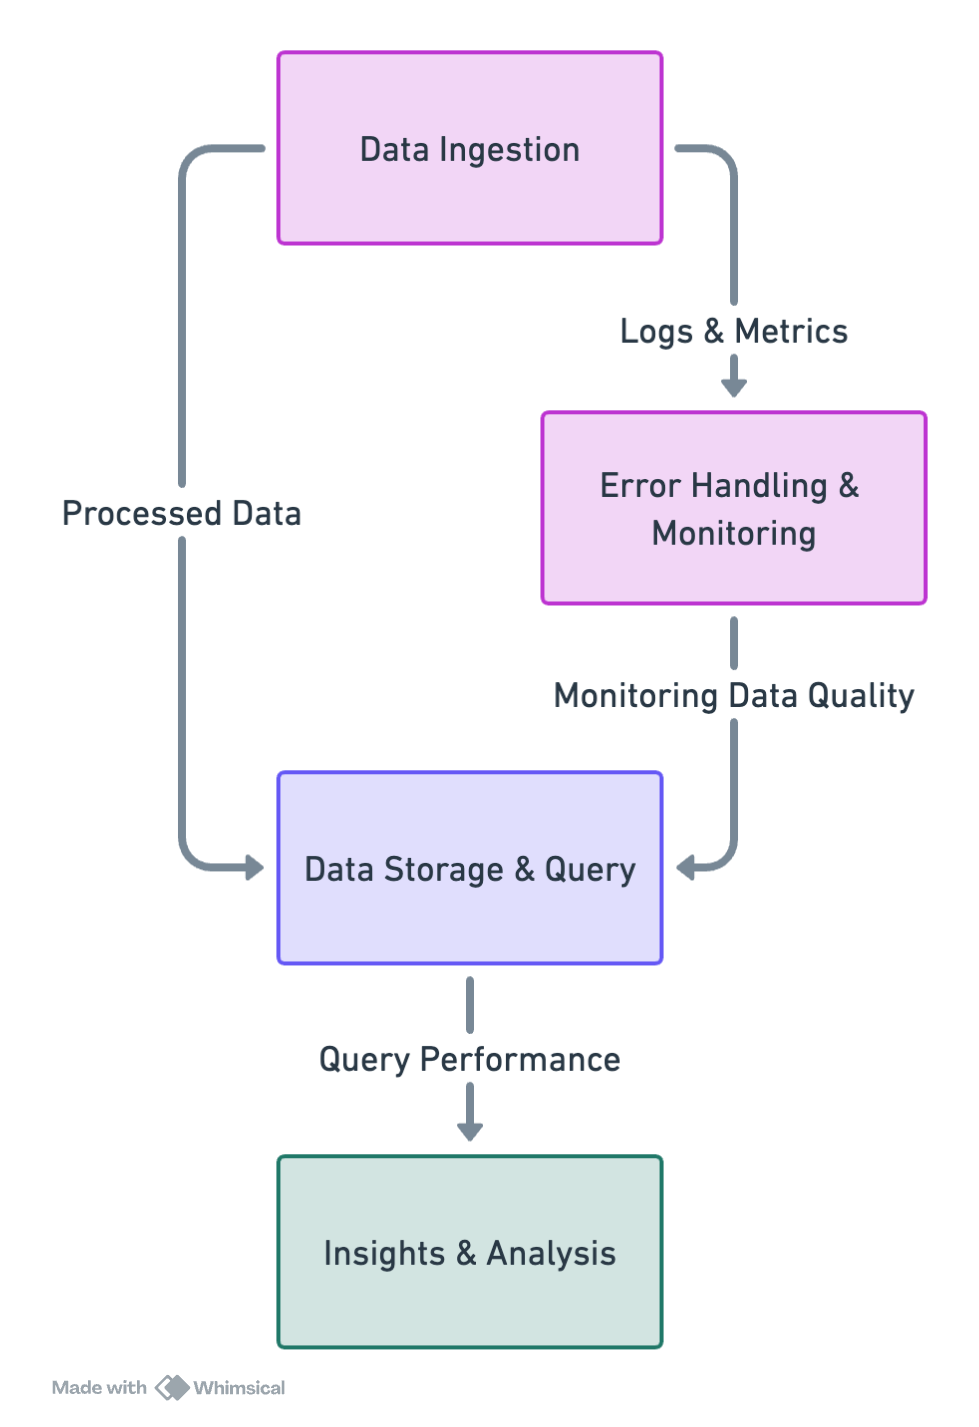 Data Ingestion
Logs & Metrics
Error Handling &
Monitoring
Processed Data
Monitoring Data Quality
Data Storage & Query
Query Performance
Insights & Analysis
Made with Whimsical